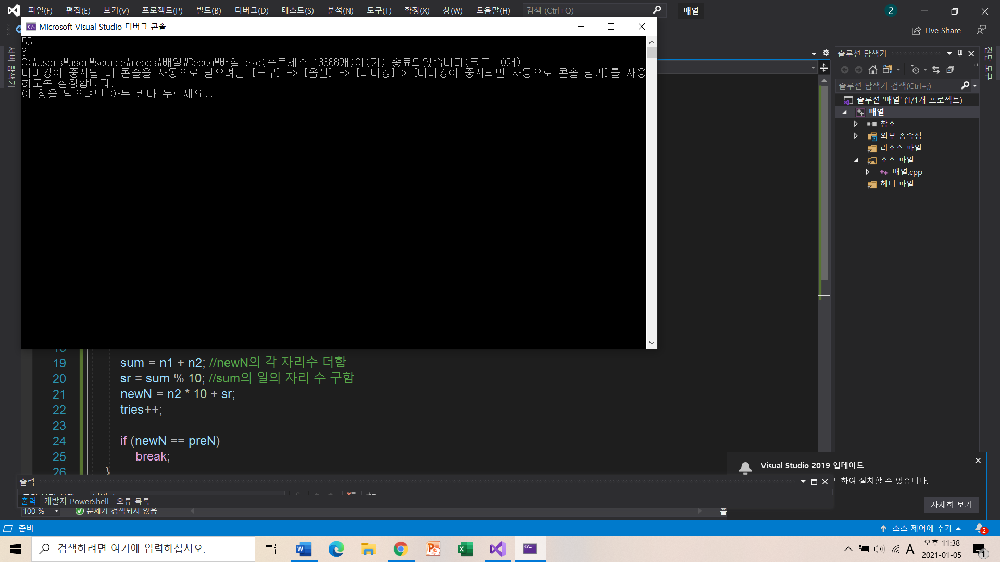 파일(F) 편집(E) 보기(V) 프로젝트(P) 빌드(B) 디버그(D) 테스트(S) 분석(N) 도구(T) 확장(X) 창(W) 도움말(H) 검색 (Ctrl+Q) 배열 2
Live Share
Microsoft Visual Studio 디버그 콘솔
55
3
C:\Users\user\source\repos\배열\Debug\배열.exe(프로세스 18888개)이(가) 종료되었습니다(코드: 0개).
디버깅이 중지될 때 콘솔을 자동으로 닫으려면 [도구] -> [옵션] -> [디버깅] > [디버깅이 중지되면 자동으로 콘솔 닫기]를 사용
하도록 설정합니다.
이 창을 닫으려면 아무 키나 누르세요...
서버 탐색기
솔루션 탐색기
진단 도구
솔루션 탐색기 검색(Ctrl+;)
솔루션 '배열' (1/1개 프로젝트)
배열
참조
외부 종속성
리소스 파일
소스 파일
배열.cpp
헤더 파일
19 sum = n1 + n2; //newN의 각 자리수 더함
20 sr = sum % 10; //sum의 일의 자리 수 구함
21 newN = n2 * 10 + sr;
22 tries++;
23
24 if (newN == preN)
25 break;
26 }
출력
출력 개발자 PowerShell 오류 목록
100 % 문제가 검색되지 않음
줄
Visual Studio 2019 업데이트
드하여 설치할 수 있습니다.
자세히 보기
준비
소스 제어에 추가 2
검색하려면 여기에 입력하십시오.
A
오후 11:38
2021-01-05
1